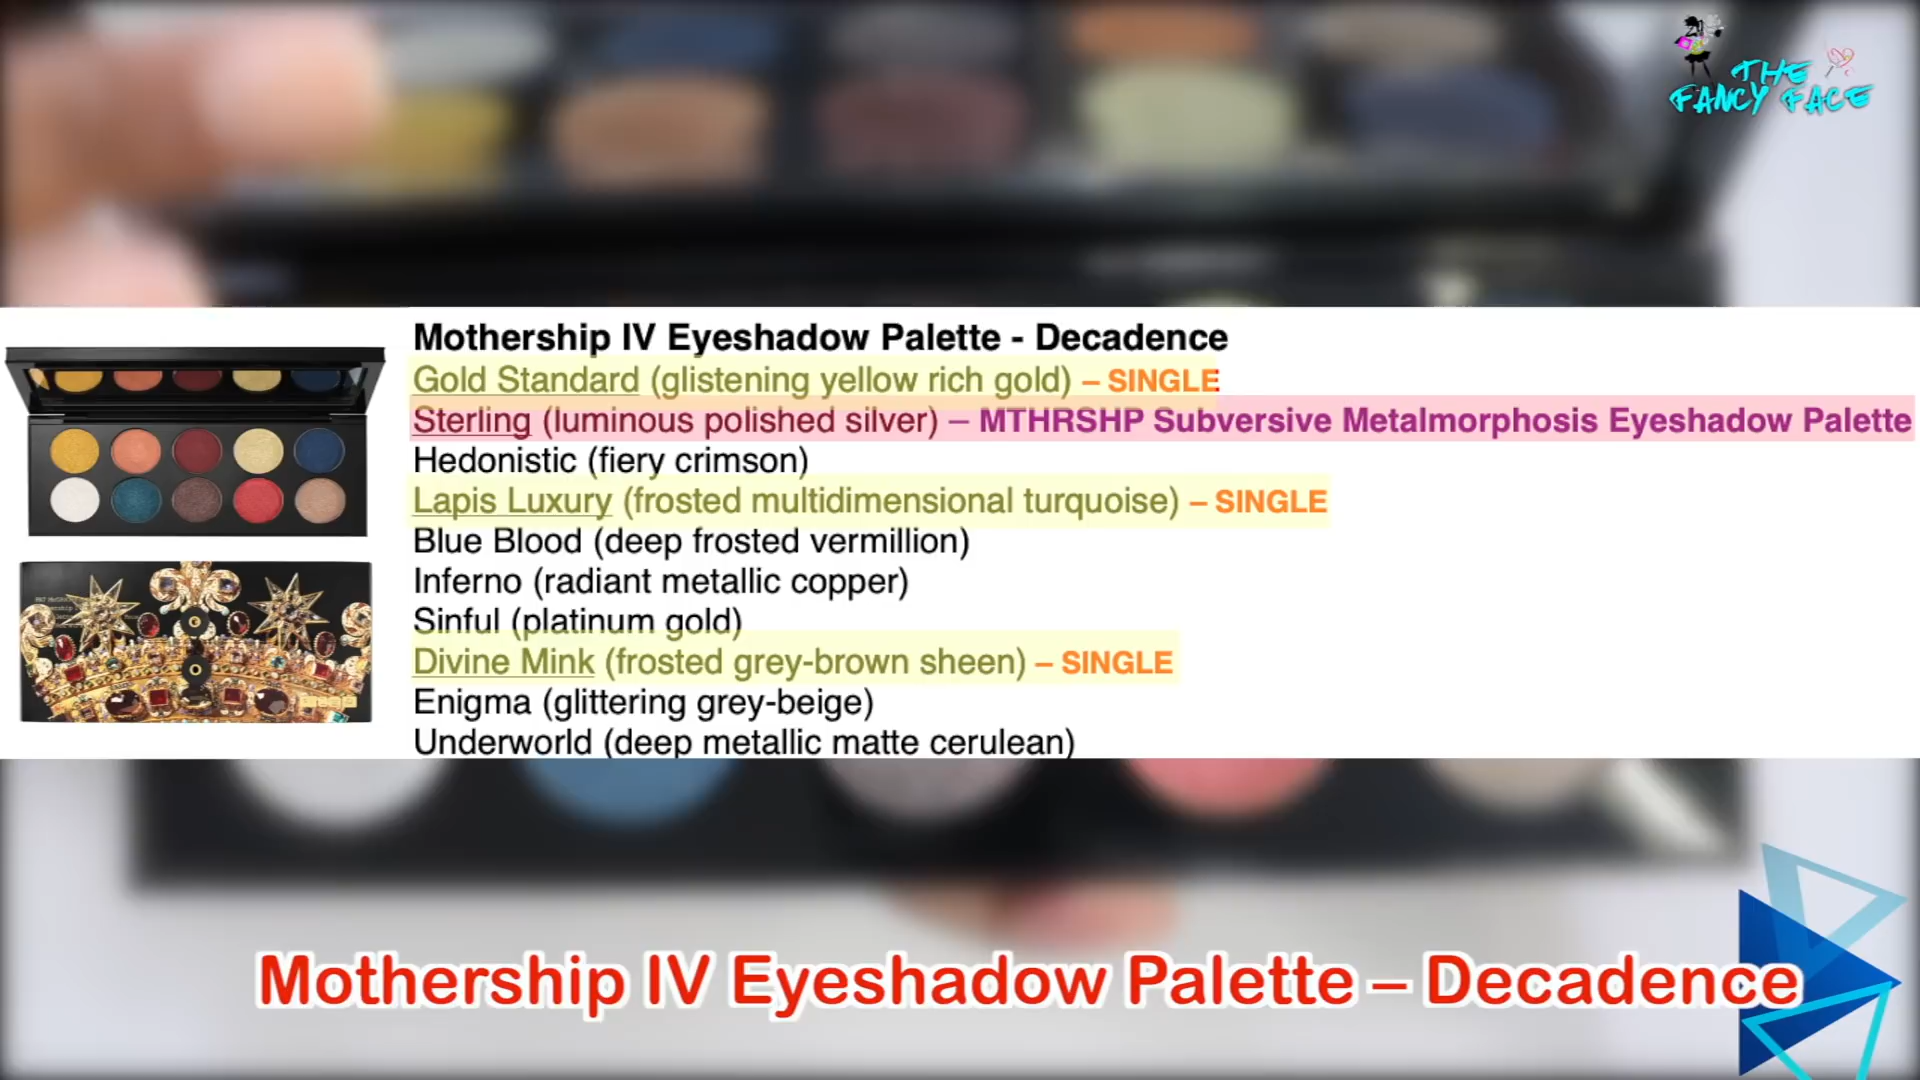 THE
FANCY FACE
Mothership IV Eyeshadow Palette - Decadence
Gold Standard (glistening yellow rich gold) – SINGLE
Sterling (luminous polished silver) – MTHRSHP Subversive Metalmorphosis Eyeshadow Palette
Hedonistic (fiery crimson)
Lapis Luxury (frosted multidimensional turquoise) – SINGLE
Blue Blood (deep frosted vermillion)
Inferno (radiant metallic copper)
Sinful (platinum gold)
Divine Mink (frosted grey-brown sheen) – SINGLE
Enigma (glittering grey-beige)
Underworld (deep metallic matte cerulean)
Mothership IV Eyeshadow Palette – Decadence